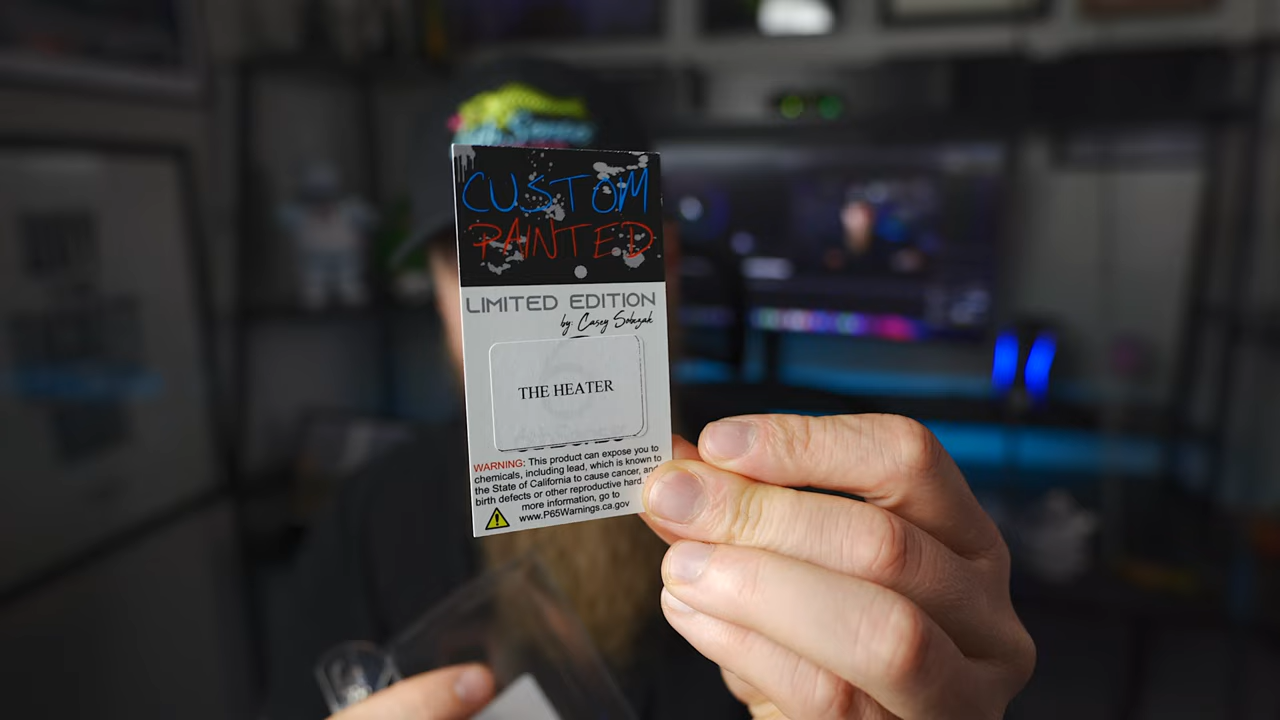 CUSTOM
PAINTED
LIMITED EDITION
by: Casey Sobczak
THE HEATER
WARNING: This product can expose you to
chemicals, including lead, which is known to
the State of California to cause cancer, and
birth defects or other reproductive hard.
more information, go to
www.P65Warnings.ca.gov